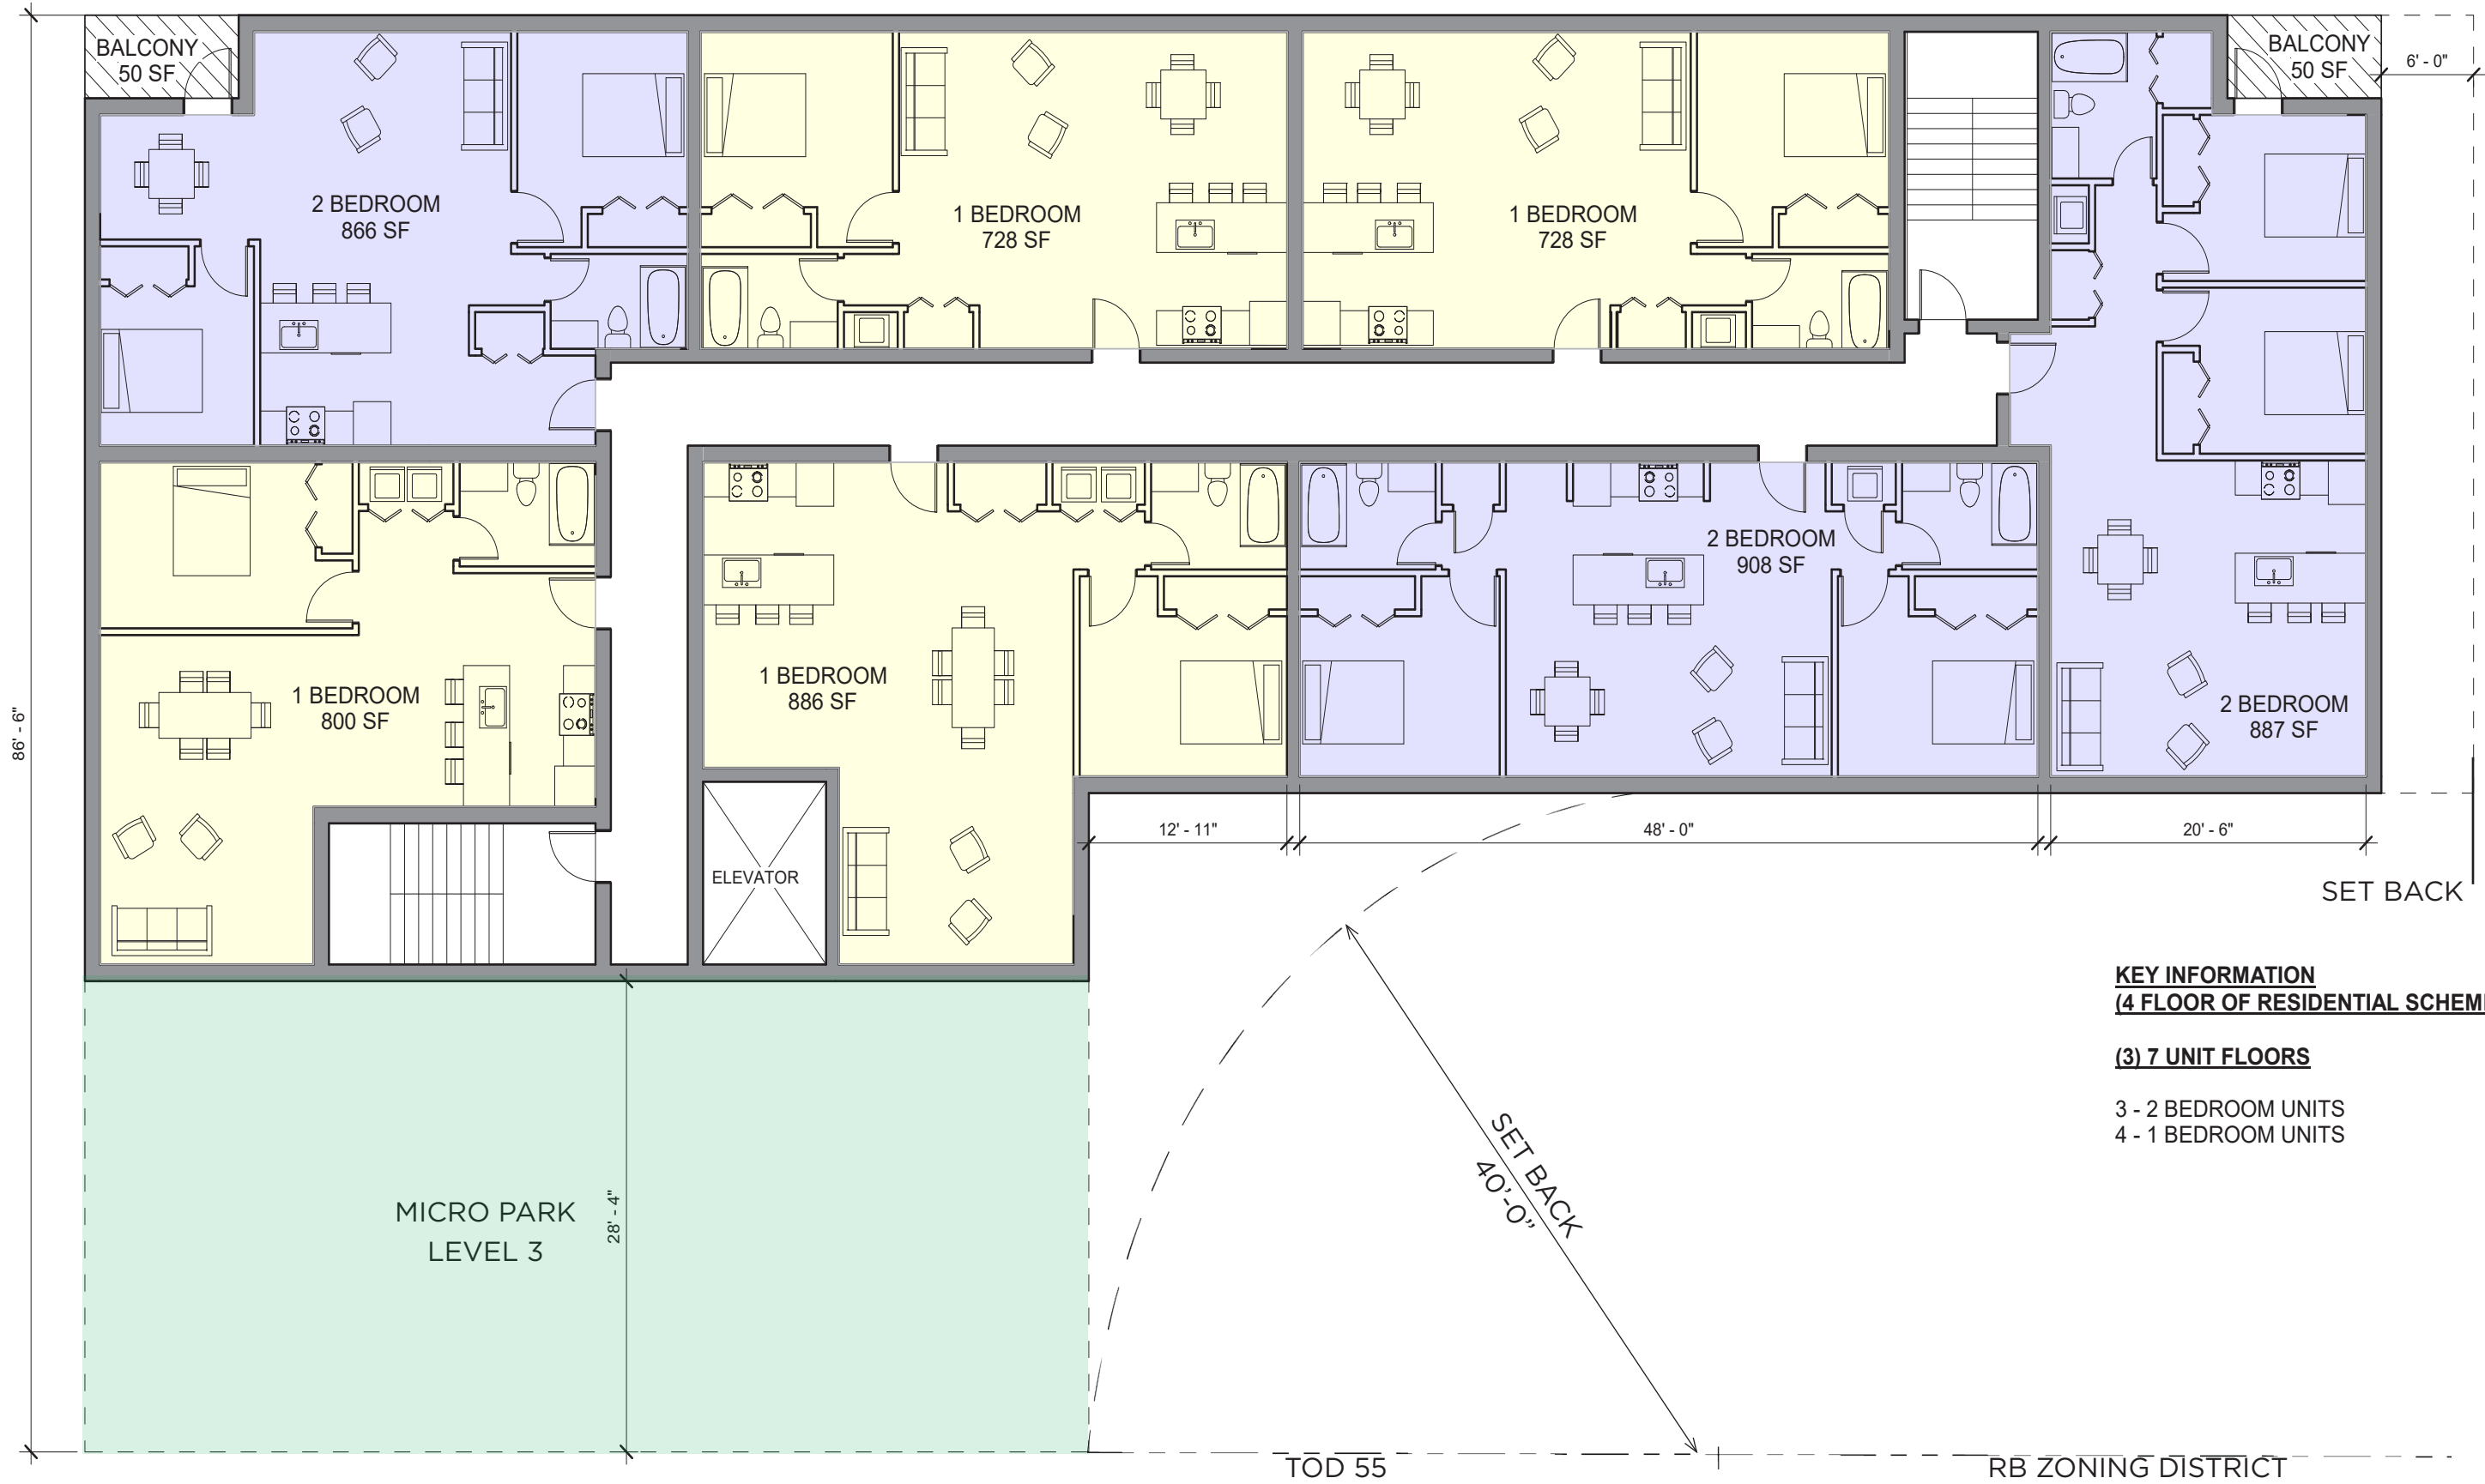 BALCONY
50 SF
BALCONY
50 SF
6' - 0"
2 BEDROOM
866 SF
1 BEDROOM
728 SF
1 BEDROOM
728 SF
2 BEDROOM
908 SF
1 BEDROOM
800 SF
1 BEDROOM
886 SF
2 BEDROOM
887 SF
86' - 6"
12' - 11"
48' - 0"
20' - 6"
ELEVATOR
SET BACK
KEY INFORMATION
(4 FLOOR OF RESIDENTIAL
(3) 7 UNIT FLOORS
3 - 2 BEDROOM UNITS
4 - 1 BEDROOM UNITS
SET BACK
40'-0"
MICRO PARK
LEVEL 3
28' - 4"
TOD 55
RB ZONING DISTRICT